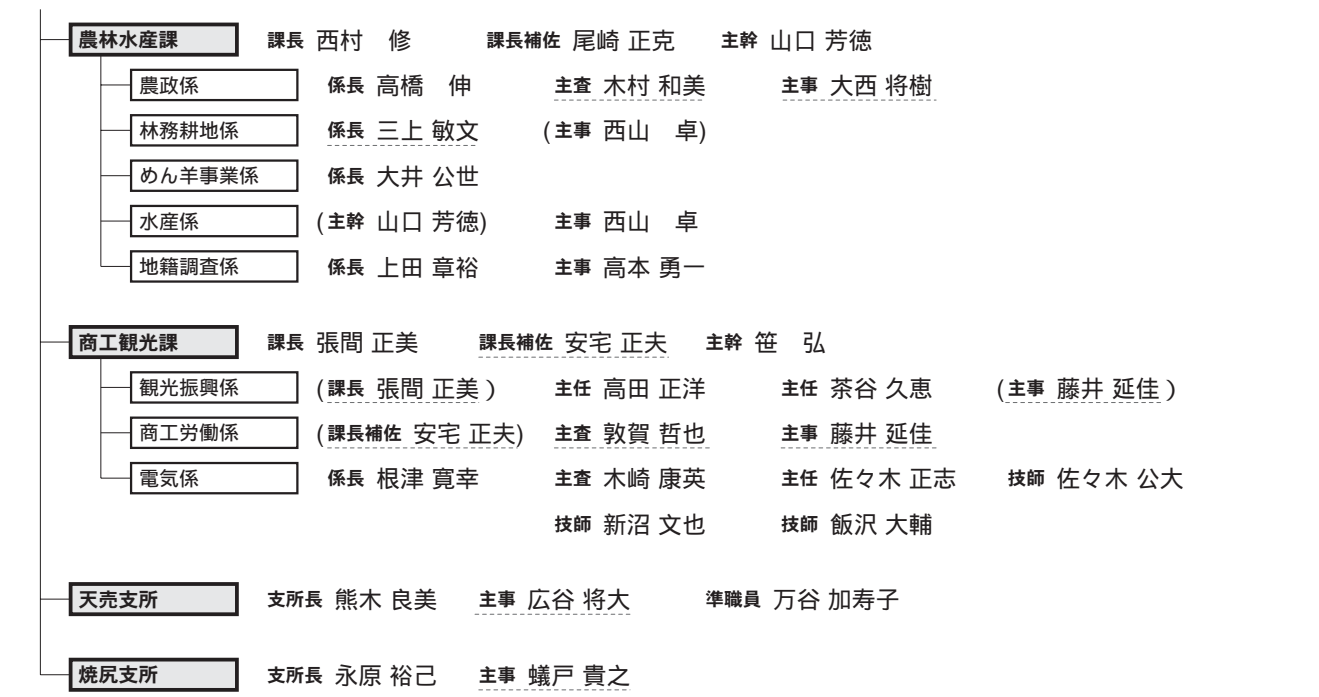 農林水産課 課長 西村　修 課長補佐 尾崎 正克 主幹 山口 芳徳
農政係 係長 高橋　伸 主査 木村 和美 主事 大西 将樹
林務耕地係 係長 三上 敏文 (主事 西山　卓)
めん羊事業係 係長 大井 公世
水産係 (主幹 山口 芳徳) 主事 西山　卓
地籍調査係 係長 上田 章裕 主事 高本 勇一
商工観光課 課長 張間 正美 課長補佐 安宅 正夫 主幹 笹　弘
観光振興係 (課長 張間 正美) 主任 高田 正洋 主任 茶谷 久恵 (主事 藤井 延佳)
商工労働係 (課長補佐 安宅 正夫) 主査 敦賀 哲也 主事 藤井 延佳
電気係 係長 根津 寛幸 主査 木崎 康英 主任 佐々木 正志 技師 佐々木 公大
技師 新沼 文也 技師 飯沢 大輔
天売支所 支所長 熊木 良美 主事 広谷 将大 準職員 万谷 加寿子
焼尻支所 支所長 永原 裕己 主事 蟻戸 貴之